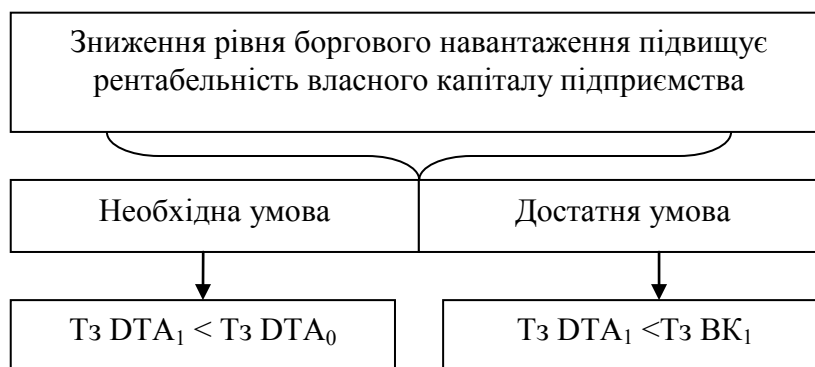 Зниження рівня боргового навантаження підвищує
рентабельність власного капіталу підприємства
Необхідна умова
Достатня умова
Тз DTA₁ < Тз DTA₀
Тз DTA₁ <Тз ВК₁